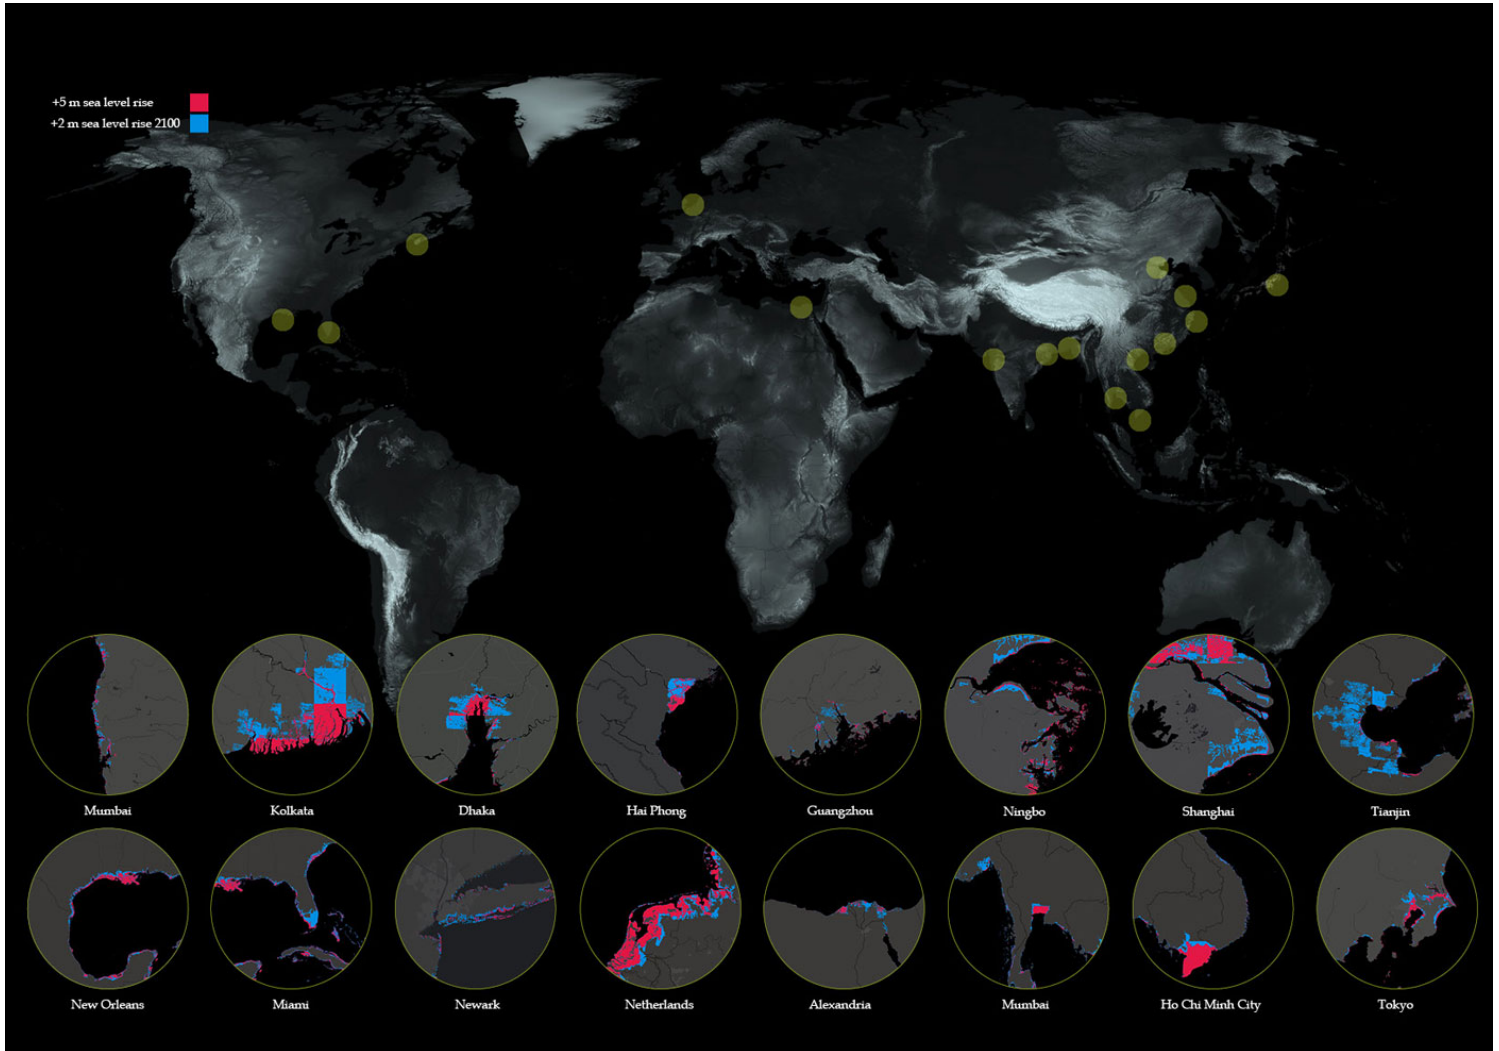 +5 m sea level rise
+2 m sea level rise 2100
Mumbai
Kolkata
Dhaka
Hai Phong
Guangzhou
Ningbo
Shanghai
Tianjin
New Orleans
Miami
Newark
Netherlands
Alexandria
Mumbai
Ho Chi Minh City
Tokyo